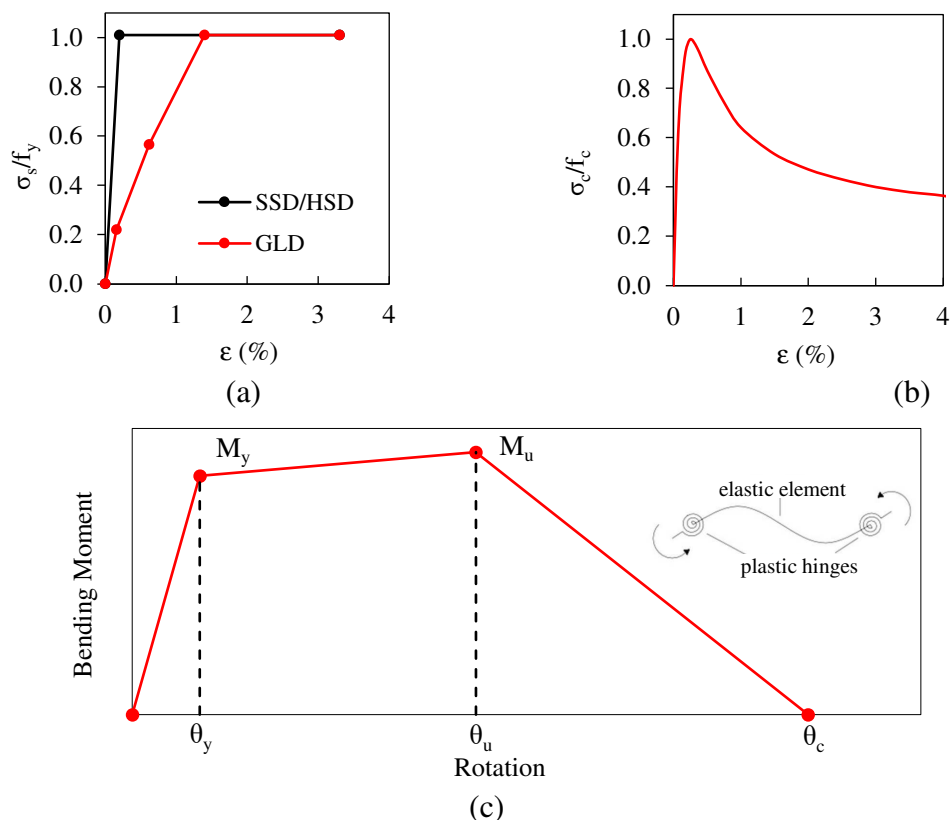 1.0
0.8
0.6
0.4
0.2
0.0
σs/fy
0 1 2 3 4
ε (%)
SSD/HSD
GLD
(a)
1.0
0.8
0.6
0.4
0.2
0.0
σc/fc
0 1 2 3 4
ε (%)
(b)
My
Mu
elastic element
plastic hinges
Bending Moment
θy
θu
θc
Rotation
(c)